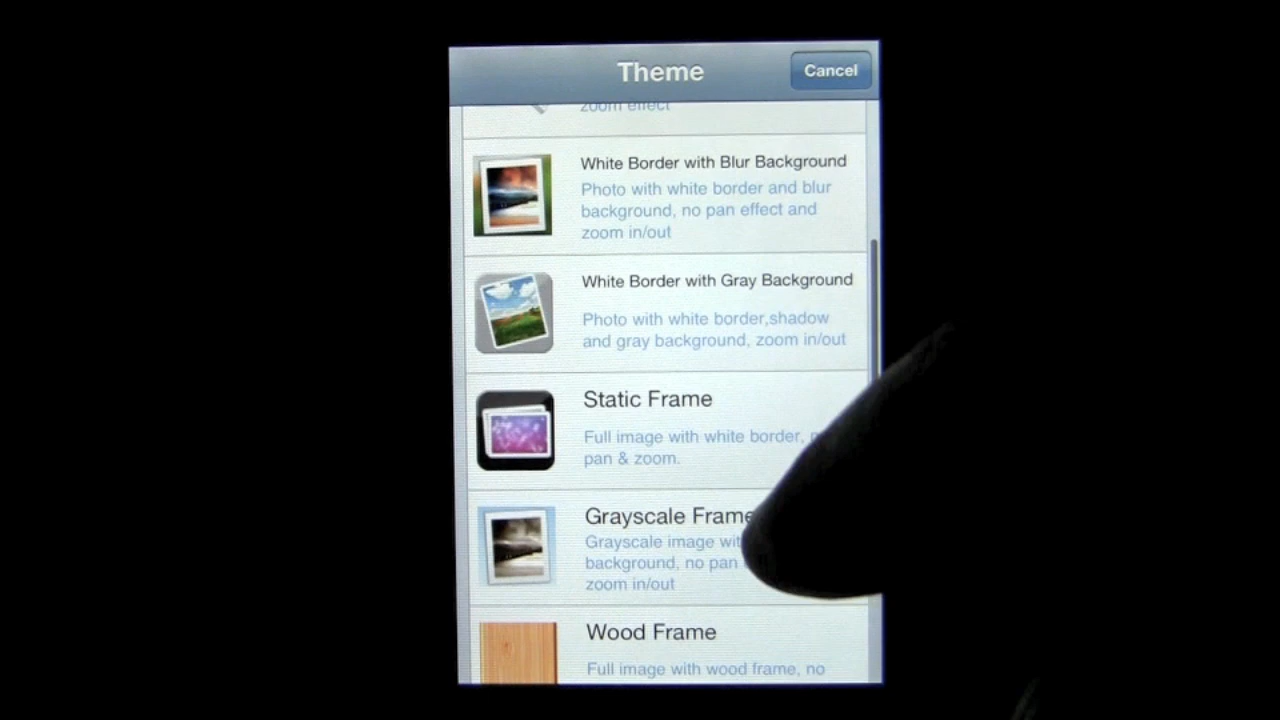 Theme
Cancel
zoom effect
White Border with Blur Background
Photo with white border and blur
background, no pan effect and
zoom in/out
White Border with Gray Background
Photo with white border,shadow
and gray background, zoom in/out
Static Frame
Full image with white border,
pan & zoom.
Grayscale Frame
Grayscale image
background, no pan
zoom in/out
Wood Frame
Full image with wood frame, no